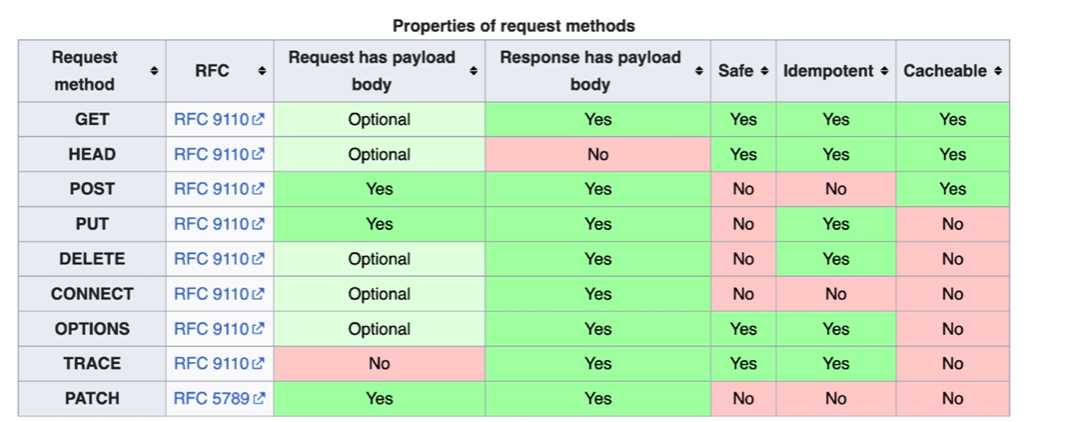 Properties of request methods
Request method RFC Request has payload body Response has payload body Safe Idempotent Cacheable
GET RFC 9110 Optional Yes Yes Yes Yes
HEAD RFC 9110 Optional No Yes Yes Yes
POST RFC 9110 Yes Yes No No Yes
PUT RFC 9110 Yes Yes No Yes No
DELETE RFC 9110 Optional Yes No Yes No
CONNECT RFC 9110 Optional Yes No No No
OPTIONS RFC 9110 Optional Yes Yes Yes No
TRACE RFC 9110 No Yes Yes Yes No
PATCH RFC 5789 Yes Yes No No No